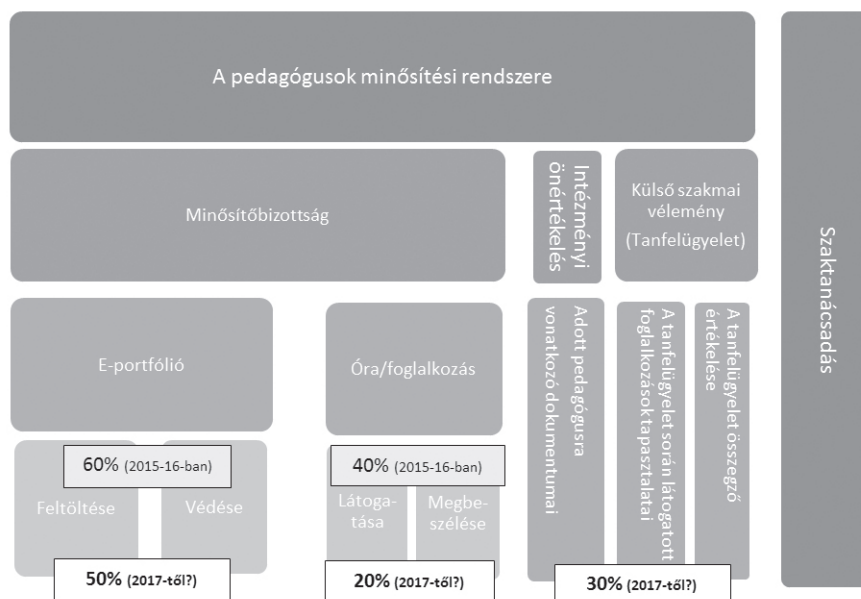 A pedagógusok minősítési rendszere
Minősítőbizottság
Intézményi
önértékelés
Külső szakmai
vélemény
(Tanfelügyelet)
Szaktanácsadás
E-portfólió
Óra/foglalkozás
Adott pedagógusra
vonatkozó dokumentumai
A tanfelügyelet során látogatott
foglalkozások tapasztalatai
A tanfelügyelet összegző
értékelése
60% (2015-16-ban)
40% (2015-16-ban)
Feltöltése
Védése
Látoga-
tása
Megbe-
szélése
50% (2017-től?)
20% (2017-től?)
30% (2017-től?)